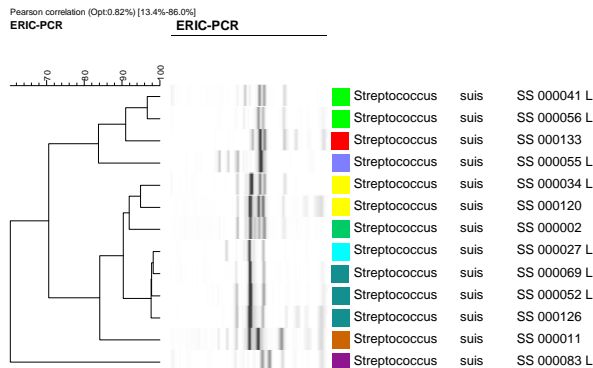 Pearson correlation (Opt:0.82%) [13.4%-86.0%]
ERIC-PCR ERIC-PCR
70 80 90 100
Streptococcus suis SS 000041 L
Streptococcus suis SS 000056 L
Streptococcus suis SS 000133
Streptococcus suis SS 000055 L
Streptococcus suis SS 000034 L
Streptococcus suis SS 000120
Streptococcus suis SS 000002
Streptococcus suis SS 000027 L
Streptococcus suis SS 000069 L
Streptococcus suis SS 000052 L
Streptococcus suis SS 000126
Streptococcus suis SS 000011
Streptococcus suis SS 000083 L